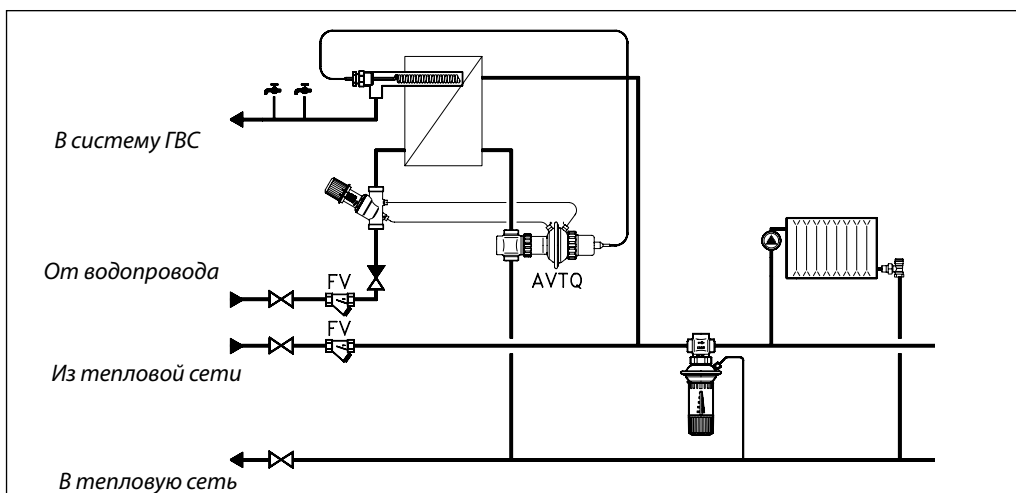 В систему ГВС
От водопровода
FV
AVTQ
FV
Из тепловой сети
В тепловую сеть